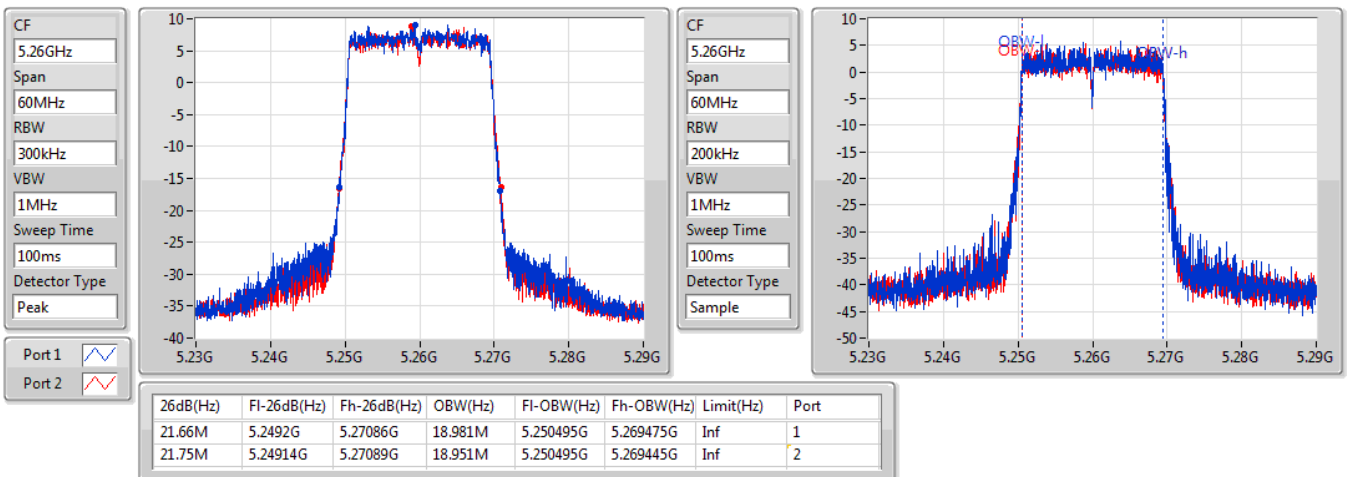 CF
5.26GHz
Span
60MHz
RBW
300kHz
VBW
1MHz
Sweep Time
100ms
Detector Type
Peak
Port 1
Port 2
10
5
0
-5
-10
-15
-20
-25
-30
-35
-40
5.23G 5.24G 5.25G 5.26G 5.27G 5.28G 5.29G
CF
5.26GHz
Span
60MHz
RBW
200kHz
VBW
1MHz
Sweep Time
100ms
Detector Type
Sample
10
5
0
-5
-10
-15
-20
-25
-30
-35
-40
-45
-50
OBW-l
OBW-h
5.23G 5.24G 5.25G 5.26G 5.27G 5.28G 5.29G
26dB(Hz) Fl-26dB(Hz) Fh-26dB(Hz) OBW(Hz) Fl-OBW(Hz) Fh-OBW(Hz) Limit(Hz) Port
21.66M 5.2492G 5.27086G 18.981M 5.250495G 5.269475G Inf 1
21.75M 5.24914G 5.27089G 18.951M 5.250495G 5.269445G Inf 2